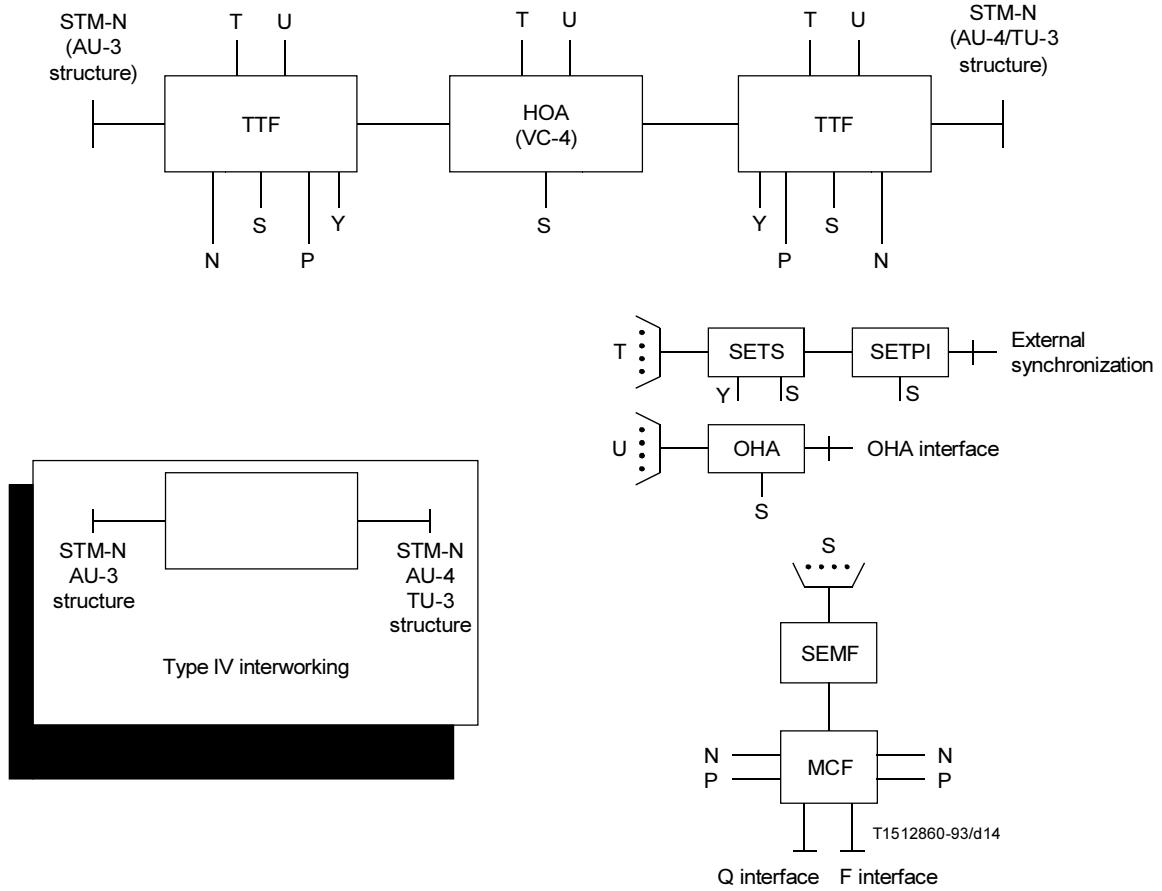 STM-N
(AU-3
structure)
T U
T U
T U
STM-N
(AU-4/TU-3
structure)
TTF
HOA
(VC-4)
TTF
N S P Y
S
Y P S N
T
SETS
SETPI
External
synchronization
Y S
S
U
OHA
OHA interface
S
STM-N
AU-3
structure
STM-N
AU-4
TU-3
structure
Type IV interworking
S
SEMF
N
P
MCF
N
P
T1512860-93/d14
Q interface F interface